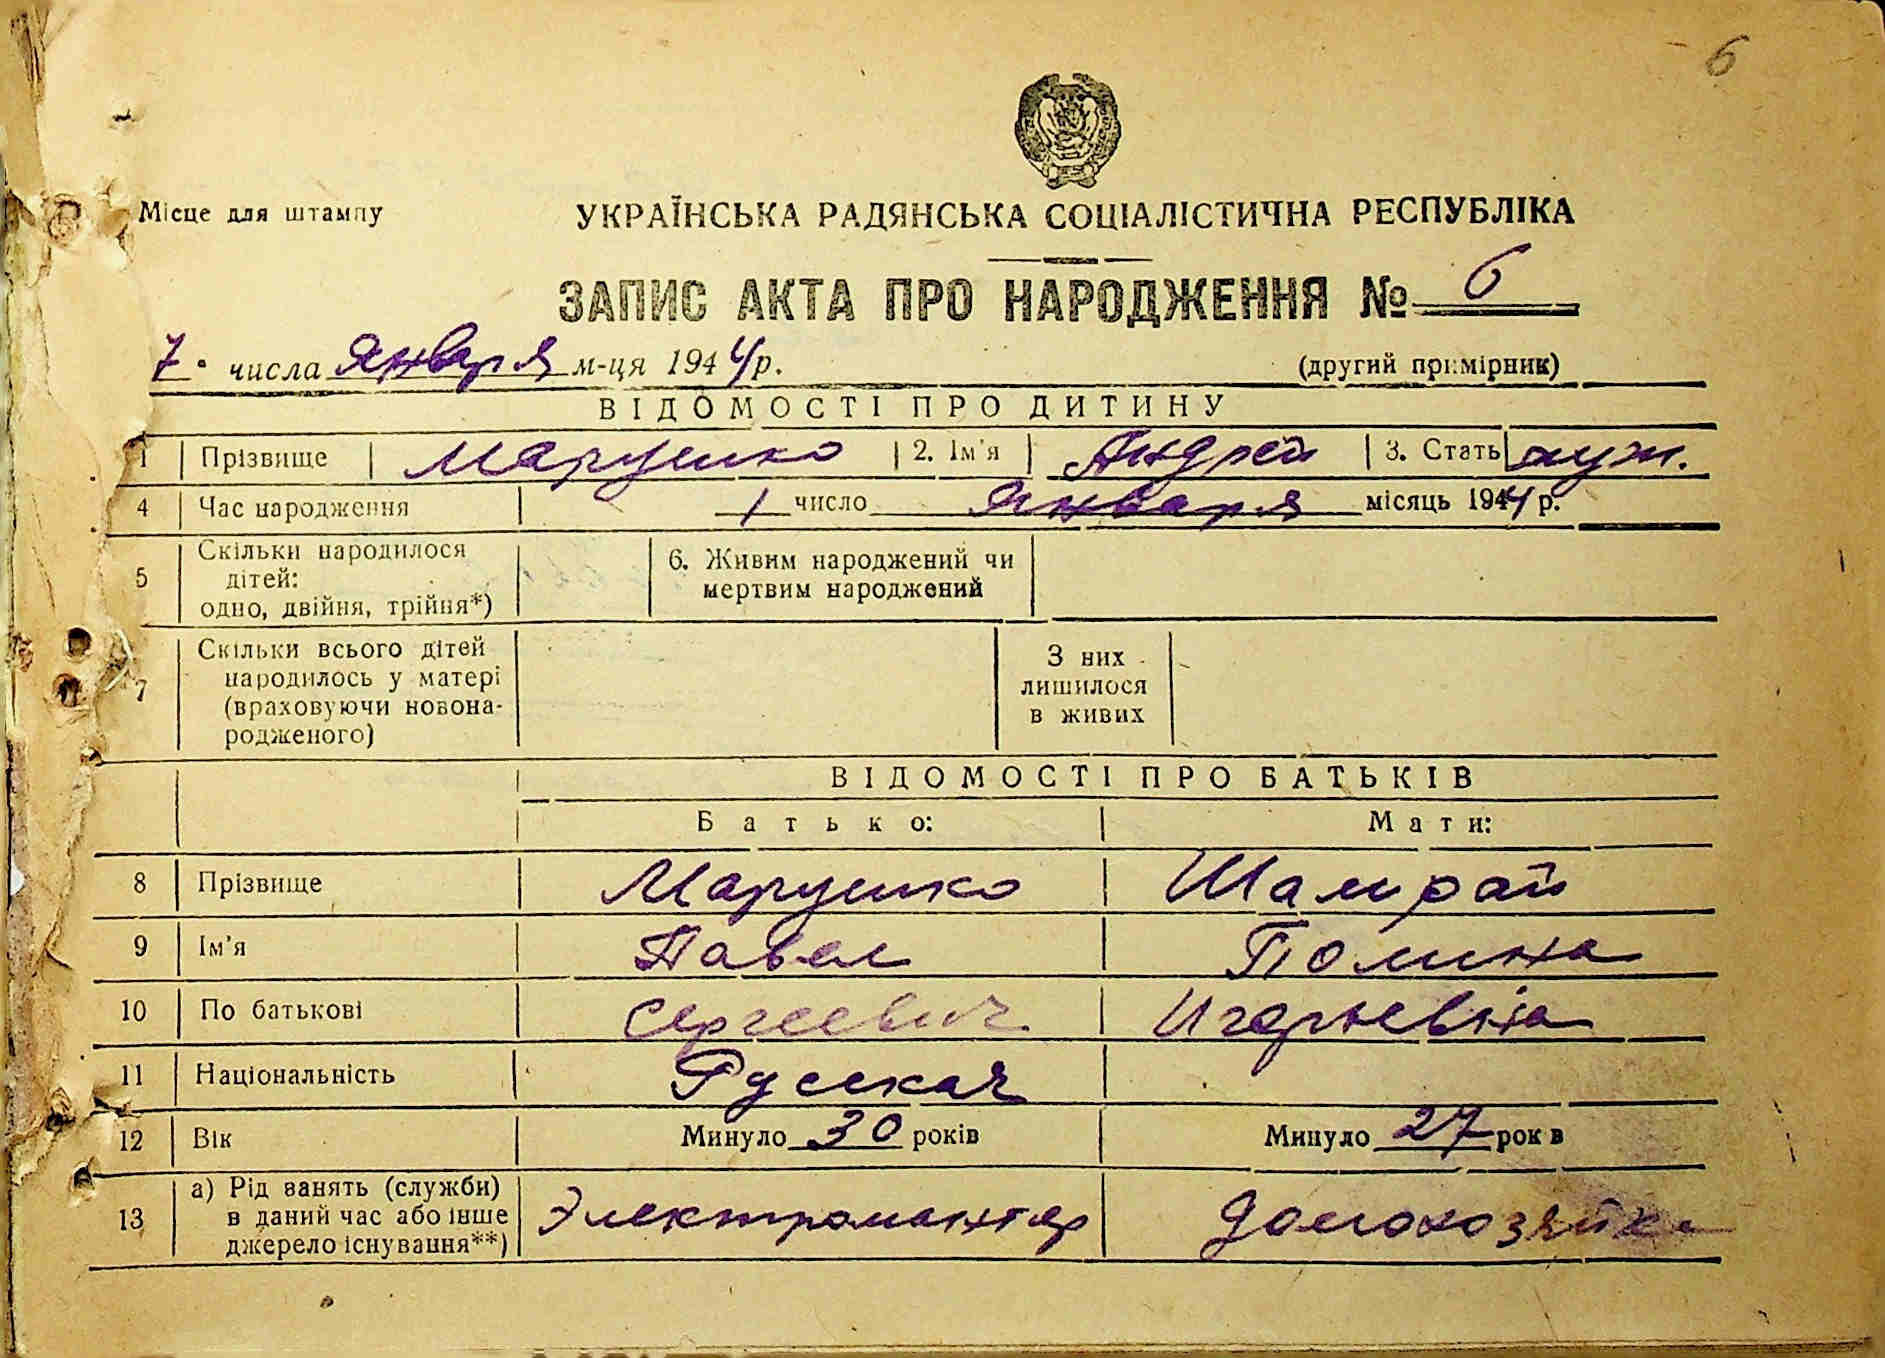 6
Місце для штампу
УКРАЇНСЬКА РАДЯНСЬКА СОЦІАЛІСТИЧНА РЕСПУБЛІКА
ЗАПИС АКТА ПРО НАРОДЖЕННЯ № 6
7. числа января м-ця 1944 р. (другий примірник)
ВІДОМОСТІ ПРО ДИТИНУ
1 Прізвище Марушко 2. Ім'я Андрей 3. Стать муж.
4 Час народження 1 число января місяць 1944 р.
5 Скільки народилося дітей: одно, двійня, трійня*) 6. Живим народжений чи мертвим народжений
7 Скільки всього дітей народилось у матері (враховуючи новонародженого) З них лишилося в живих
ВІДОМОСТІ ПРО БАТЬКІВ
Батько: Мати:
8 Прізвище Марушко Шамрай
9 Ім'я Павел Полина
10 По батькові Сергеевич Игорьевна
11 Національність Русская
12 Вік Минуло 30 років Минуло 27 рок в
13 а) Рід занять (служби) в даний час або інше джерело існування**) Электромантяр Домохозяйка